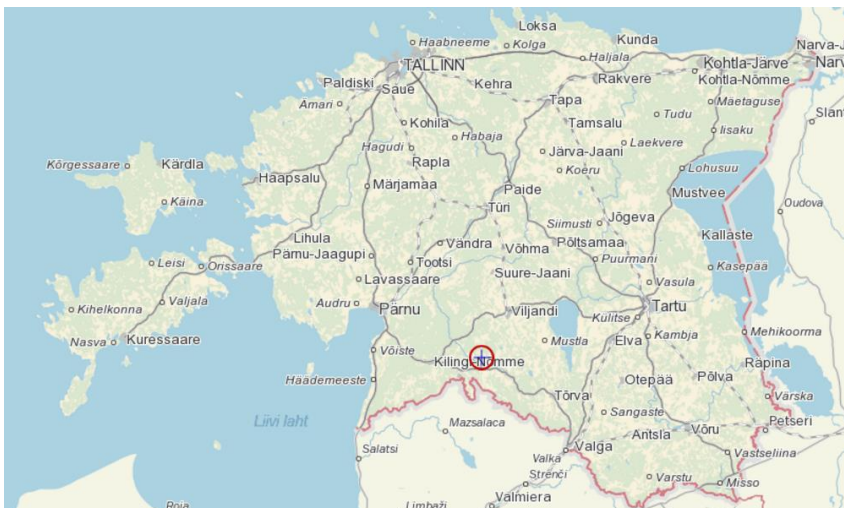 Loksa
Kunda
Narva-J
Haabneeme
Kolga
Haljala
TALLINN
Kohtla-Järve
Narv
Paldiski
Saue
Kehra
Rakvere
Kohtla-Nõmme
Amari
Tapa
Maetaguse
Kohila
Habaja
Tamsalu
Tudu
Slant
Iisaku
Hagudi
Rapla
Järva-Jaani
Laekvere
Kõrgessaare
Kärdla
Koeru
Lohusuu
Haapsalu
Märjamaa
Paide
Mustvee
Käina
Türi
Oudova
Siimusti
Jõgeva
Kallaste
Lihula
Vändra
Võhma
Põltsamaa
Pärnu-Jaagupi
Leisi
Orissaare
Tootsi
Puurmani
Suure-Jaani
Kasepää
Lavassaare
Vasula
Kihelkonna
Valjala
Audru
Pärnu
Viljandi
Tartu
Külitse
Mehikoorma
Nasva
Kuressaare
Mustla
Elva
Kambja
Võiste
Kilingi-Nõmme
Räpina
Häädemeeste
Otepää
Põlva
Tõrva
Värska
Liivi laht
Sangaste
Mazsalaca
Antsla
Võru
Petseri
Salatsi
Valka
Valga
Vastseliina
Strenči
Varstu
Misso
Valmiera
Roja
Limbaži